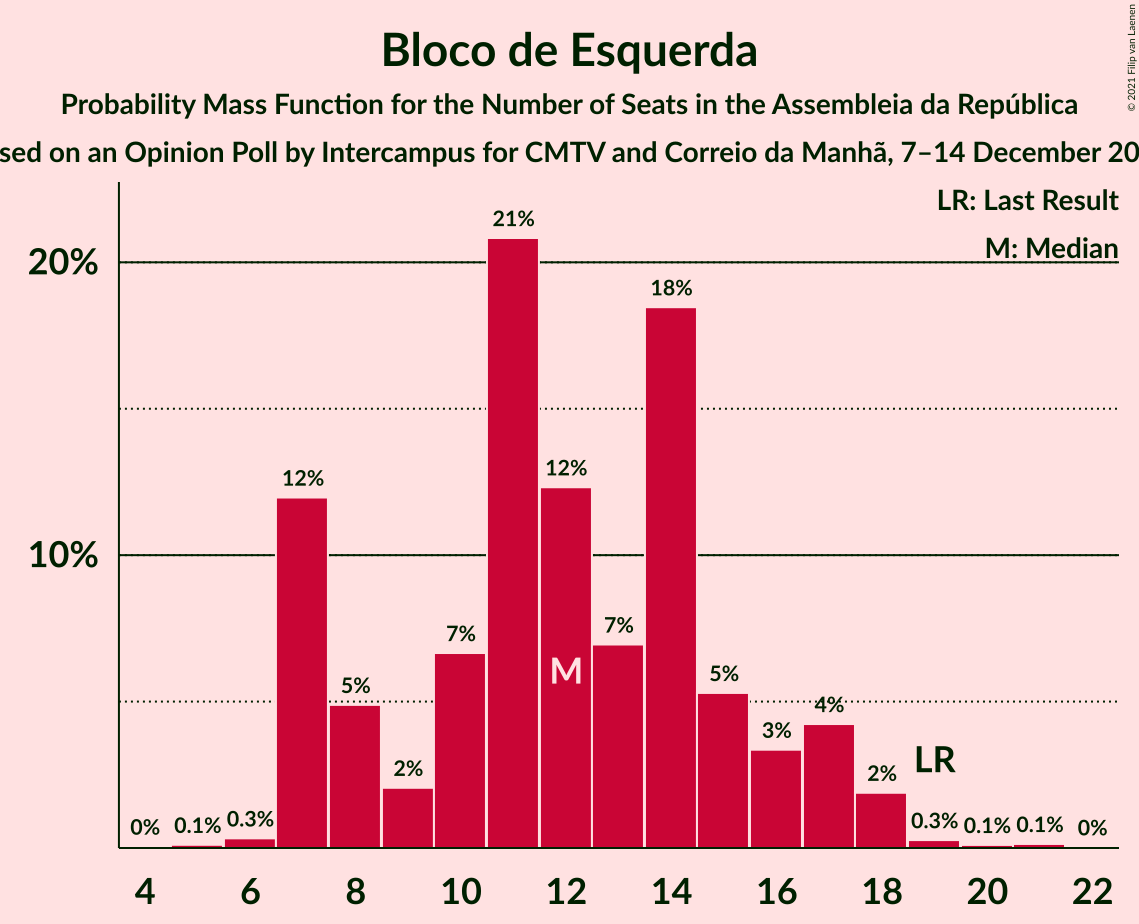 © 2021 Filip van Laenen
Bloco de Esquerda
Probability Mass Function for the Number of Seats in the Assembleia da República
sed on an Opinion Poll by Intercampus for CMTV and Correio da Manhã, 7–14 December 20
LR: Last Result
M: Median
20%
10%
0% 0.1% 0.3% 12% 5% 2% 7% 21% 12% 7% 18% 5% 3% 4% 2% 0.3% 0.1% 0.1% 0%
M
LR
4 6 8 10 12 14 16 18 20 22